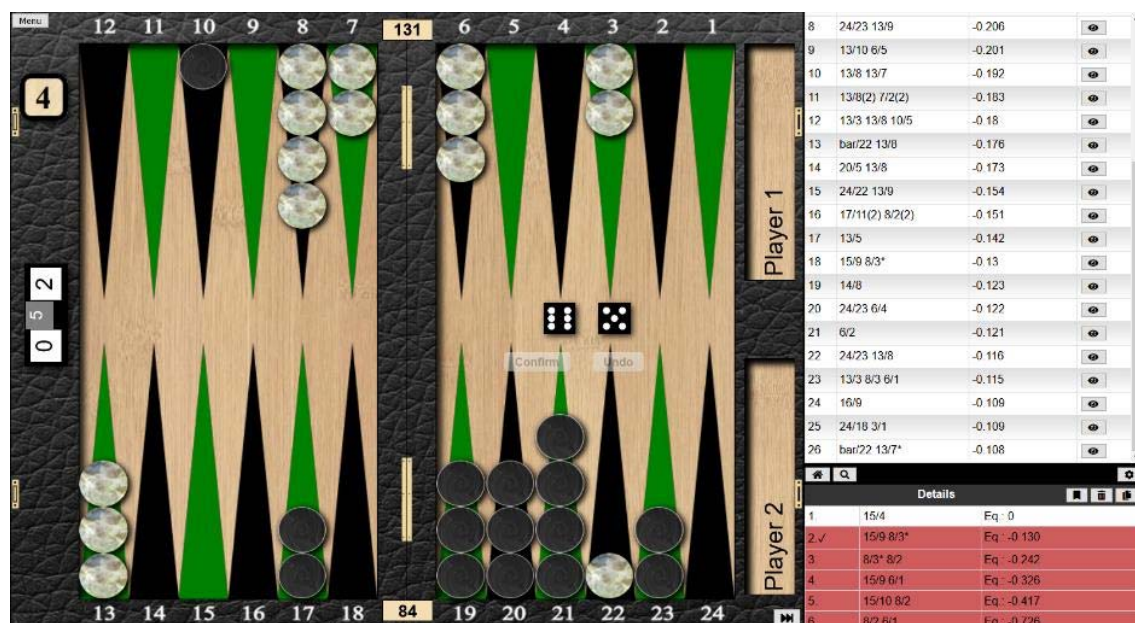 Menu
12 11 10 9 8 7 131 6 5 4 3 2 1
4
2
5
0
Player 1
Confirm Undo
Player 2
13 14 15 16 17 18 84 19 20 21 22 23 24
8 24/23 13/9 -0.206
9 13/10 6/5 -0.201
10 13/8 13/7 -0.192
11 13/8(2) 7/2(2) -0.183
12 13/3 13/8 10/5 -0.18
13 bar/22 13/8 -0.176
14 20/5 13/8 -0.173
15 24/22 13/9 -0.154
16 17/11(2) 8/2(2) -0.151
17 13/5 -0.142
18 15/9 8/3* -0.13
19 14/8 -0.123
20 24/23 6/4 -0.122
21 6/2 -0.121
22 24/23 13/8 -0.116
23 13/3 8/3 6/1 -0.115
24 16/9 -0.109
25 24/18 3/1 -0.109
26 bar/22 13/7* -0.108
Details
1 15/4 Eq.: 0
2.✓ 15/9 8/3* Eq.: -0.130
3. 8/3* 8/2 Eq.: -0.242
4. 15/9 6/1 Eq.: -0.326
5. 15/10 8/2 Eq.: -0.417
6. 8/2 6/1 Eq.: -0.726